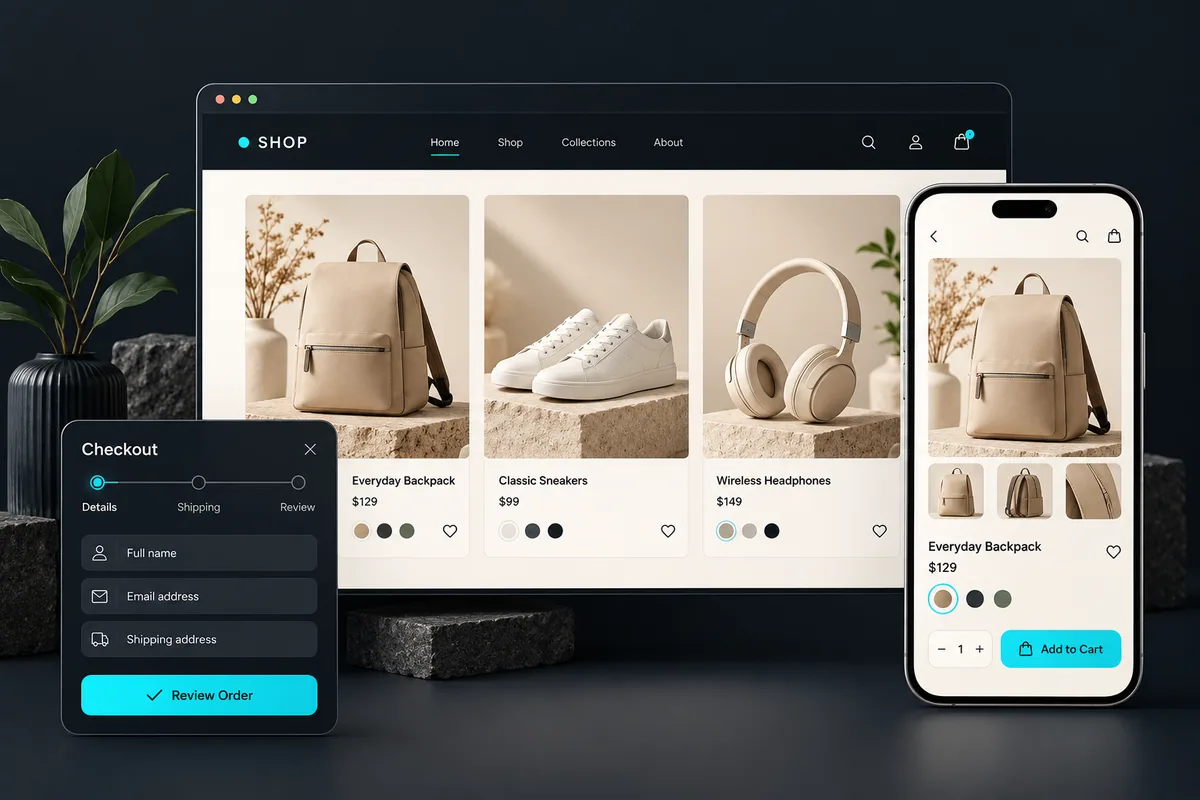 SHOP
Home Shop Collections About
Everyday Backpack
$129
Classic Sneakers
$99
Wireless Headphones
$149
Checkout
Details Shipping Review
Full name
Email address
Shipping address
Review Order
Everyday Backpack
$129
1
Add to Cart